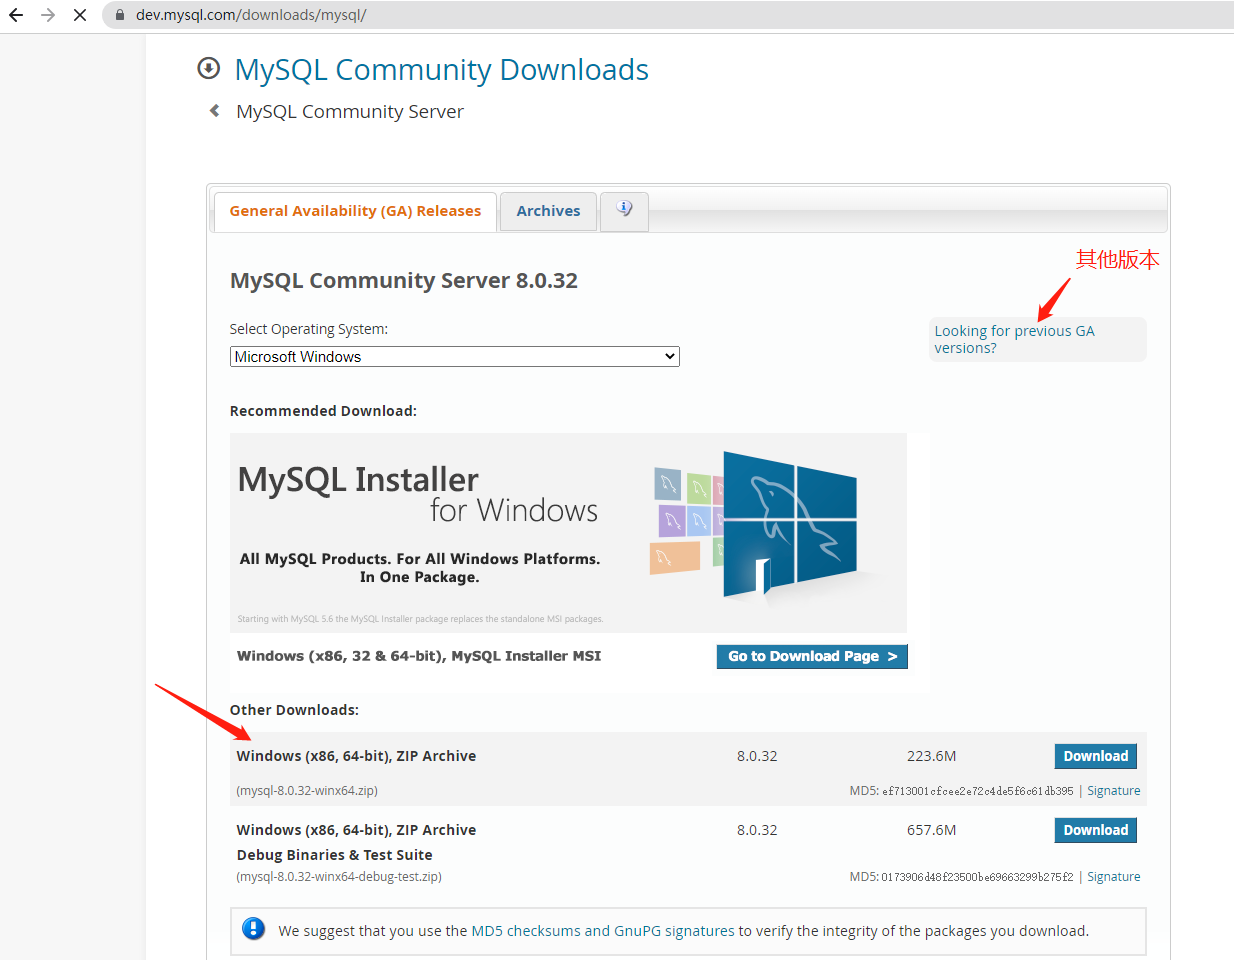 dev.mysql.com/downloads/mysql/
MySQL Community Downloads
MySQL Community Server
General Availability (GA) Releases
Archives
其他版本
MySQL Community Server 8.0.32
Select Operating System:
Looking for previous GA
versions?
Microsoft Windows
Recommended Download:
MySQL Installer
for Windows
All MySQL Products. For All Windows Platforms.
In One Package.
Starting with MySQL 5.6 the MySQL Installer package replaces the standalone MSI packages.
Windows (x86, 32 & 64-bit), MySQL Installer MSI
Go to Download Page >
Other Downloads:
Windows (x86, 64-bit), ZIP Archive 8.0.32 223.6M Download
(mysql-8.0.32-winx64.zip) MD5: ef713001cfcee2e72c4de5f6c61db395 | Signature
Windows (x86, 64-bit), ZIP Archive 8.0.32 657.6M Download
Debug Binaries & Test Suite
(mysql-8.0.32-winx64-debug-test.zip) MD5: 0173906d48f23500be69663299b275f2 | Signature
We suggest that you use the MD5 checksums and GnuPG signatures to verify the integrity of the packages you download.